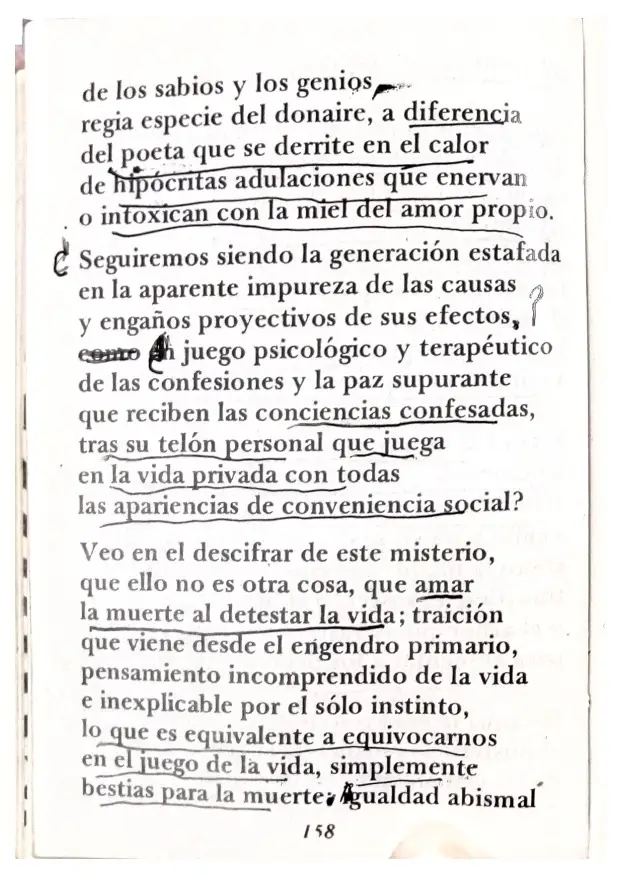 de los sabios y los genios,
regia especie del donaire, a diferencia
del poeta que se derrite en el calor
de hipócritas adulaciones que enervan
o intoxican con la miel del amor propio.
¿ Seguiremos siendo la generación estafada
en la aparente impureza de las causas
y engaños proyectivos de sus efectos, ?
como juego psicológico y terapéutico
de las confesiones y la paz supurante
que reciben las conciencias confesadas,
tras su telón personal que juega
en la vida privada con todas
las apariencias de conveniencia social?
Veo en el descifrar de este misterio,
que ello no es otra cosa, que amar
la muerte al detestar la vida; traición
que viene desde el engendro primario,
pensamiento incomprendido de la vida
e inexplicable por el sólo instinto,
lo que es equivalente a equivocarnos
en el juego de la vida, simplemente
bestias para la muerte; Igualdad abismal
158